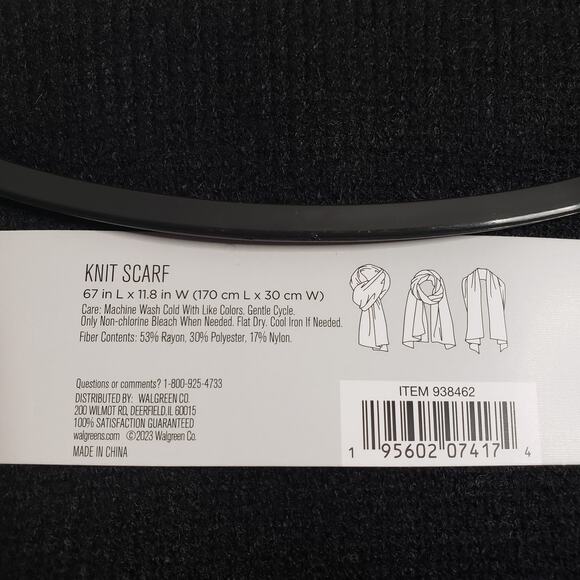 KNIT SCARF
67 in L x 11.8 in W (170 cm L x 30 cm W)
Care: Machine Wash Cold With Like Colors. Gentle Cycle.
Only Non-chlorine Bleach When Needed. Flat Dry. Cool Iron If Needed.
Fiber Contents: 53% Rayon, 30% Polyester, 17% Nylon.
Questions or comments? 1-800-925-4733
DISTRIBUTED BY: WALGREEN CO.
200 WILMOT RD, DEERFIELD, IL 60015
100% SATISFACTION GUARANTEED
walgreens.com ©2023 Walgreen Co.
MADE IN CHINA
ITEM 938462
1 95602 07417 4